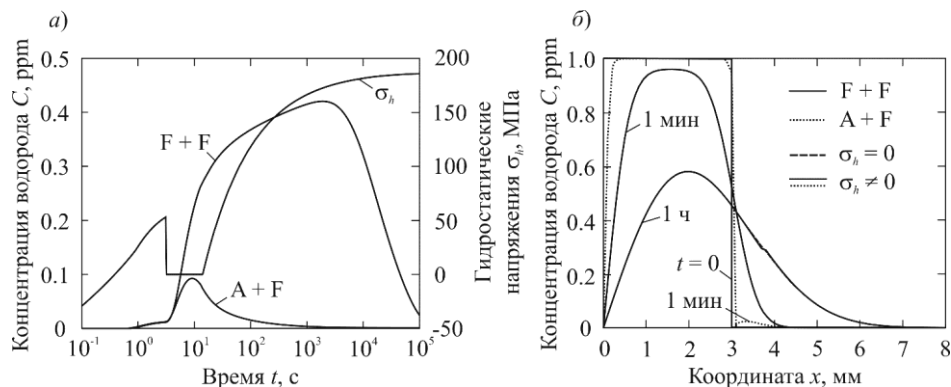 а)
Концентрация водорода C, ppm
0.5
0.4
0.3
0.2
0.1
0
10⁻¹
10⁰
10¹
10²
10³
10⁴
10⁵
Время t, с
200
150
100
50
0
-50
Гидростатические
напряжения σₕ, МПа
F + F
σₕ
A + F
б)
Концентрация водорода C, ppm
1.0
0.8
0.6
0.4
0.2
0
0
1
2
3
4
5
6
7
8
Координата x, мм
1 мин
1 ч
t = 0
1 мин
F + F
A + F
σₕ = 0
σₕ ≠ 0